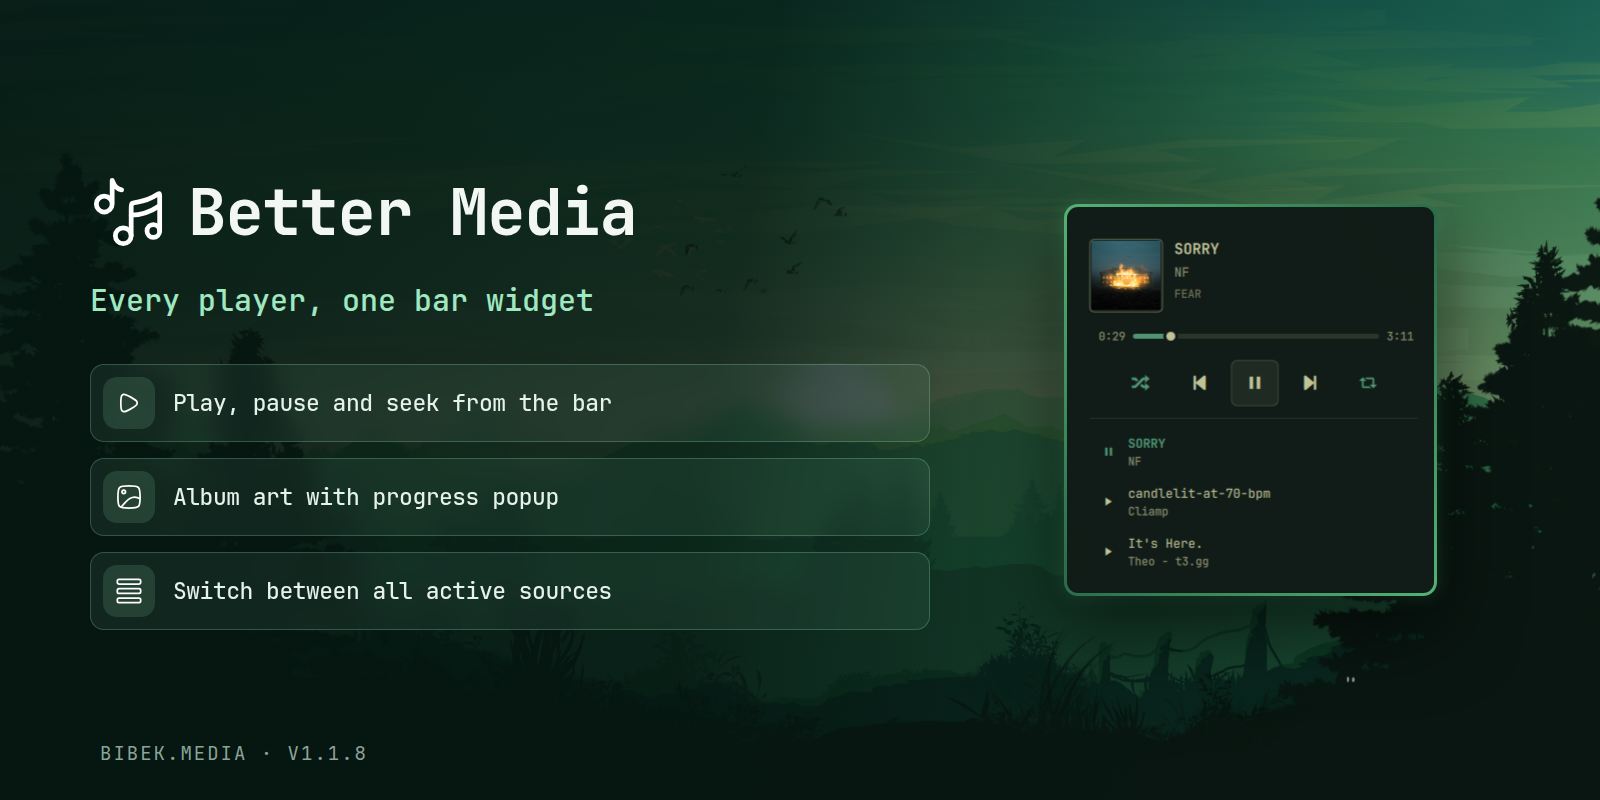 Better Media
Every player, one bar widget
Play, pause and seek from the bar
Album art with progress popup
Switch between all active sources
BIBEK.MEDIA · V1.1.8
SORRY
NF
FEAR
0:29
3:11
SORRY
NF
candlelit-at-70-bpm
Cliamp
It's Here.
Theo - t3.gg